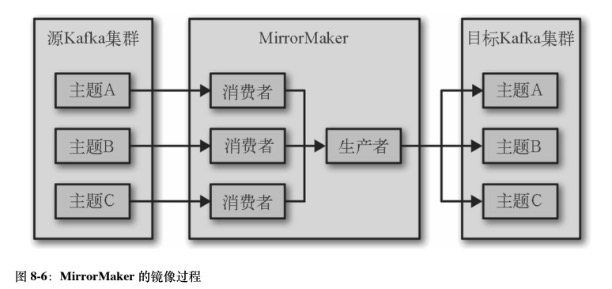 源Kafka集群
MirrorMaker
目标Kafka集群
主题A
消费者
主题A
主题B
消费者
生产者
主题B
主题C
消费者
主题C
图 8-6：MirrorMaker 的镜像过程